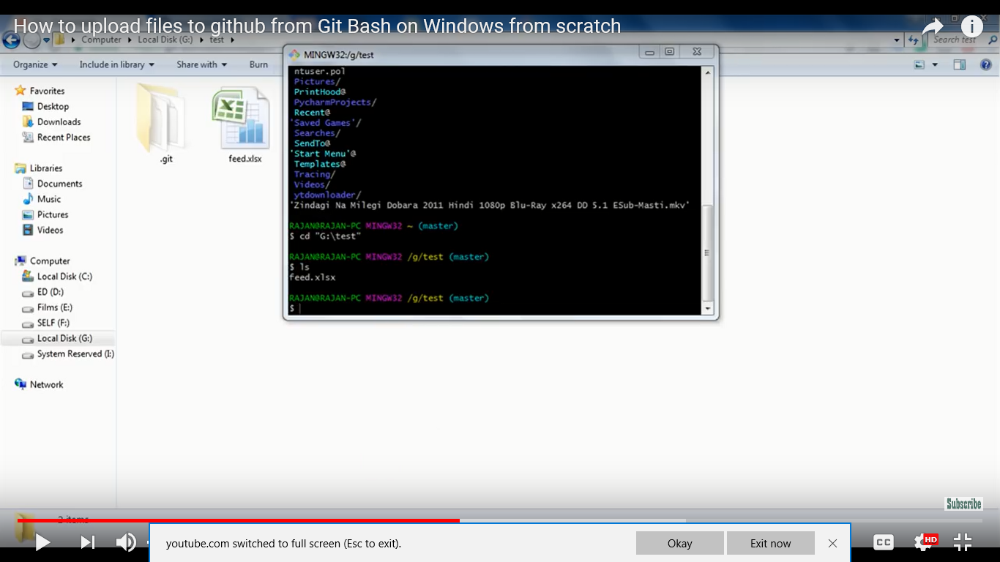 How to upload files to github from Git Bash on Windows from scratch
Computer
Local Disk (G:)
test
Search test
Organize
Include in library
Share with
Burn
Favorites
Desktop
Downloads
Recent Places
Libraries
Documents
Music
Pictures
Videos
Computer
Local Disk (C:)
ED (D:)
Films (E:)
SELF (F:)
Local Disk (G:)
System Reserved (I:)
Network
.git
feed.xlsx
MINGW32:/g/test
ntuser.pol
Pictures/
PrintHood@
PycharmProjects/
Recent@
'Saved Games'/
Searches/
SendTo@
'Start Menu'@
Templates@
Tracing/
Videos/
ytdownloader/
'Zindagi Na Milegi Dobara 2011 Hindi 1080p Blu-Ray x264 DD 5.1 ESub-Masti.mkv'
RAJAN@RAJAN-PC MINGW32 ~ (master)
$ cd "G:\test"
RAJAN@RAJAN-PC MINGW32 /g/test (master)
$ ls
feed.xlsx
RAJAN@RAJAN-PC MINGW32 /g/test (master)
$
Subscribe
2 items
youtube.com switched to full screen (Esc to exit).
Okay
Exit now
CC
HD